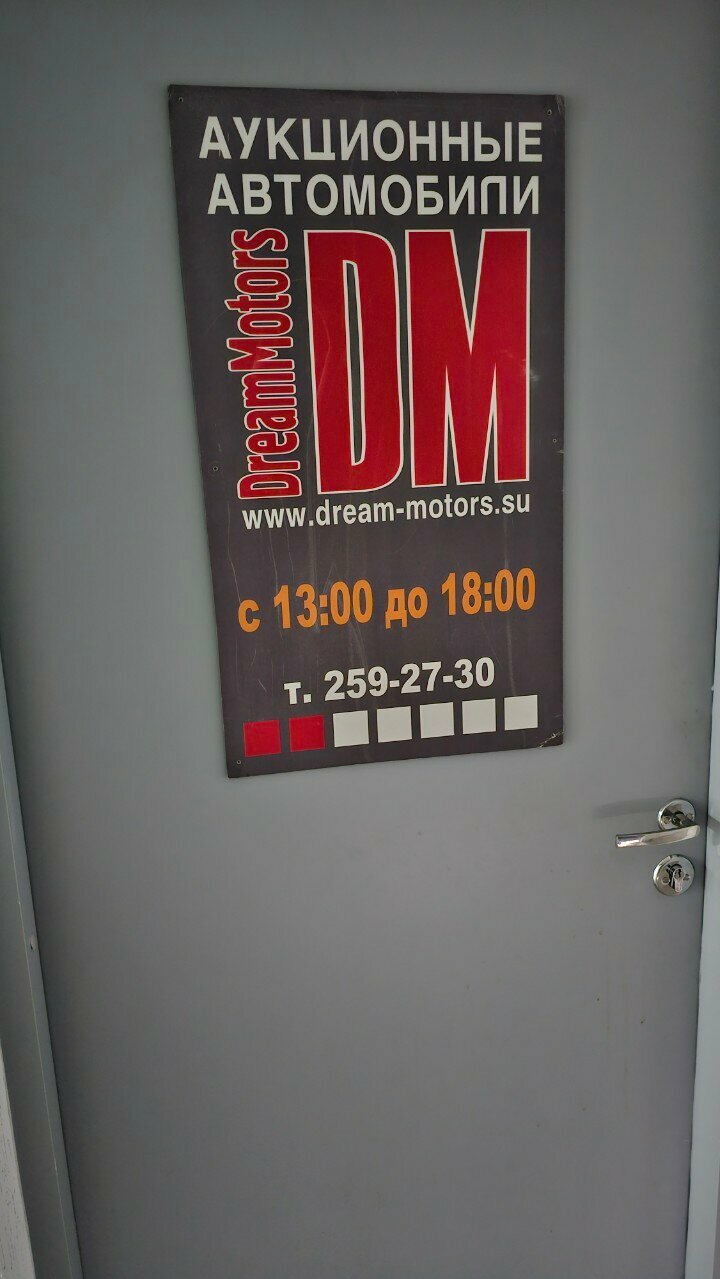 АУКЦИОННЫЕ
АВТОМОБИЛИ
DreamMotors
DM
www.dream-motors.su
с 13:00 до 18:00
т. 259-27-30